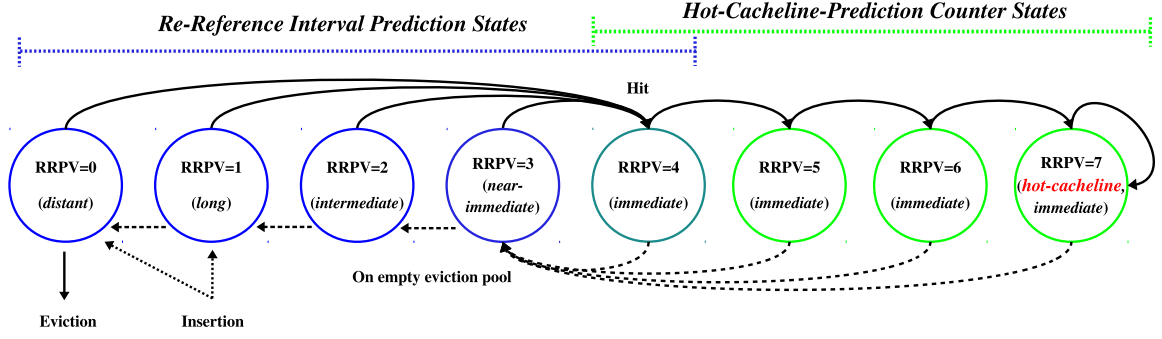 Re-Reference Interval Prediction States
Hot-Cacheline-Prediction Counter States
Hit
RRPV=0
(distant)
RRPV=1
(long)
RRPV=2
(intermediate)
RRPV=3
(near-
immediate)
RRPV=4
(immediate)
RRPV=5
(immediate)
RRPV=6
(immediate)
RRPV=7
(hot-cacheline,
immediate)
On empty eviction pool
Eviction
Insertion